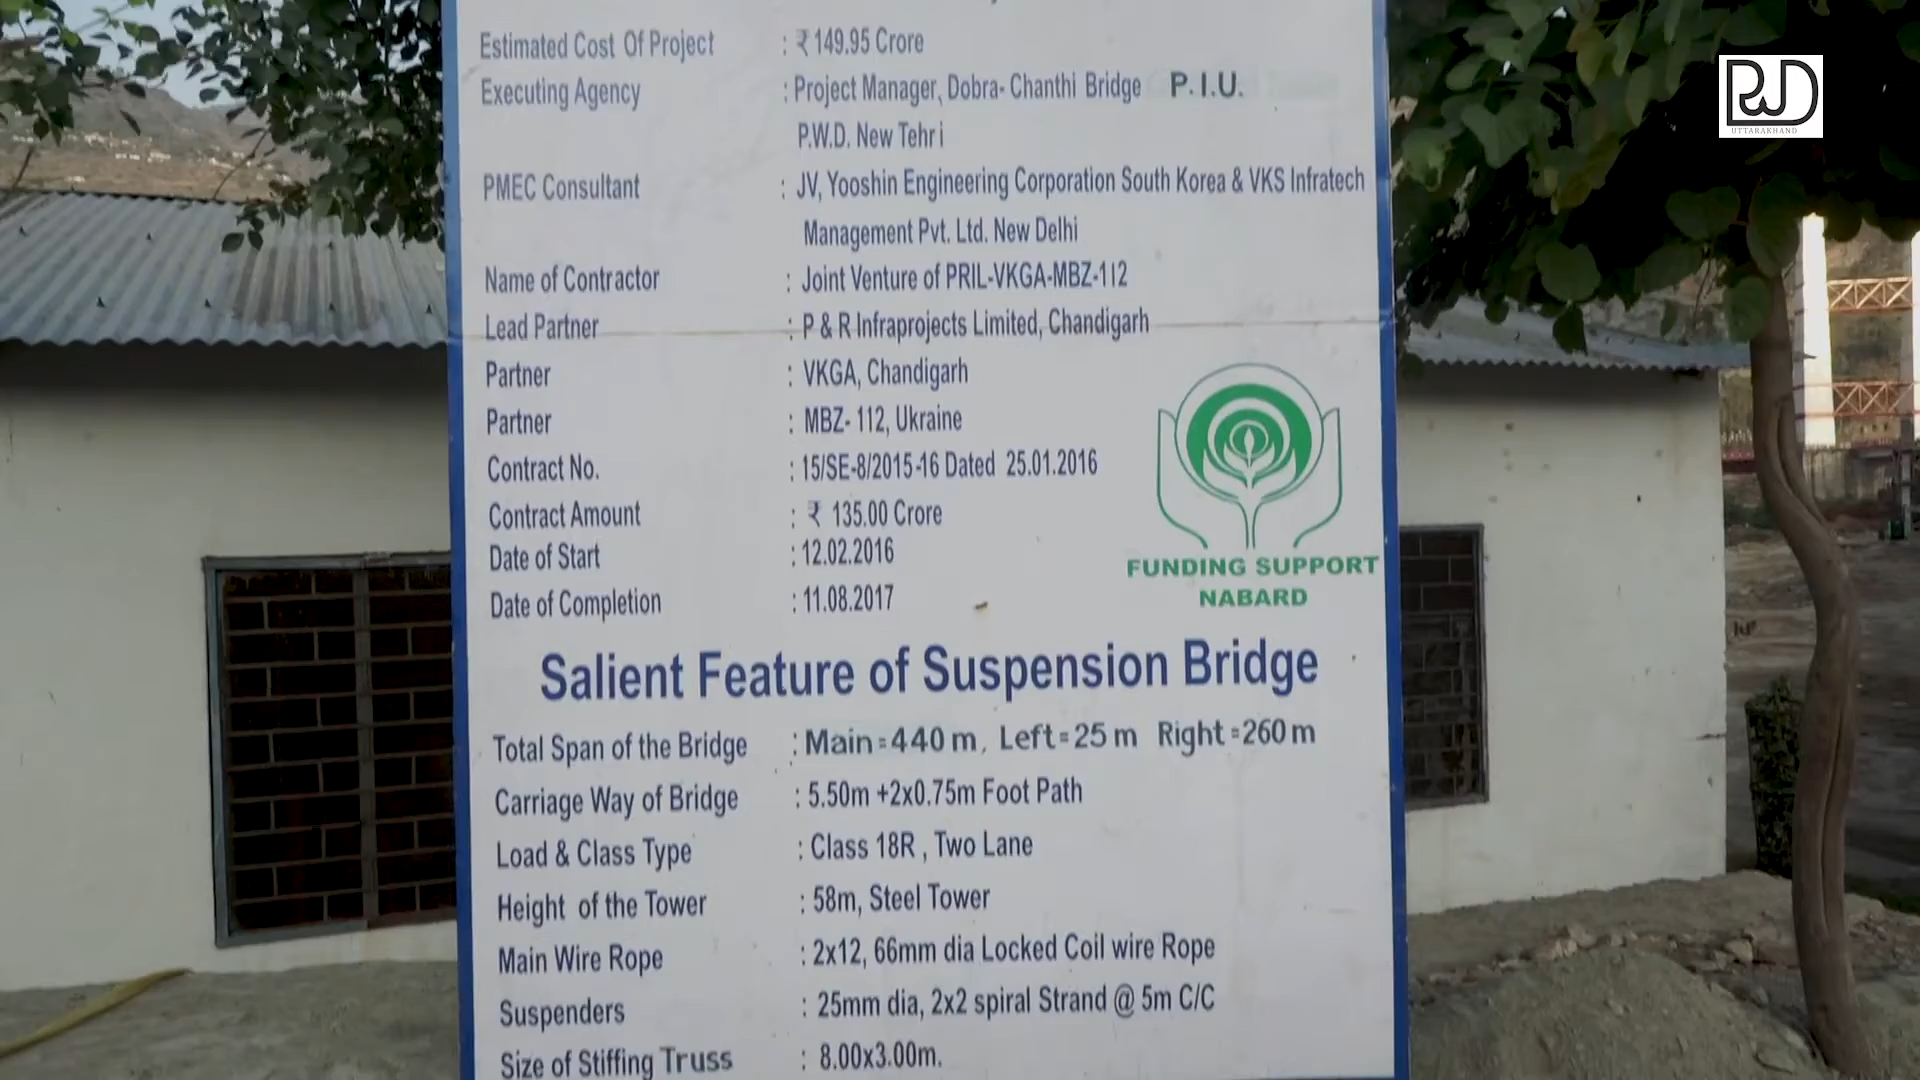 Estimated Cost Of Project : ₹ 149.95 Crore
Executing Agency : Project Manager, Dobra- Chanthi Bridge P.I.U.
P.W.D. New Tehri
PMEC Consultant : JV, Yooshin Engineering Corporation South Korea & VKS Infratech
Management Pvt. Ltd. New Delhi
Name of Contractor : Joint Venture of PRIL-VKGA-MBZ-112
Lead Partner : P & R Infraprojects Limited, Chandigarh
Partner : VKGA, Chandigarh
Partner : MBZ- 112, Ukraine
Contract No. : 15/SE-8/2015-16 Dated 25.01.2016
Contract Amount : ₹ 135.00 Crore
Date of Start : 12.02.2016
Date of Completion : 11.08.2017
FUNDING SUPPORT
NABARD
Salient Feature of Suspension Bridge
Total Span of the Bridge : Main=440 m, Left=25 m Right=260 m
Carriage Way of Bridge : 5.50m +2x0.75m Foot Path
Load & Class Type : Class 18R , Two Lane
Height of the Tower : 58m, Steel Tower
Main Wire Rope : 2x12, 66mm dia Locked Coil wire Rope
Suspenders : 25mm dia, 2x2 spiral Strand @ 5m C/C
Size of Stiffing Truss : 8.00x3.00m.
PWD
UTTARAKHAND